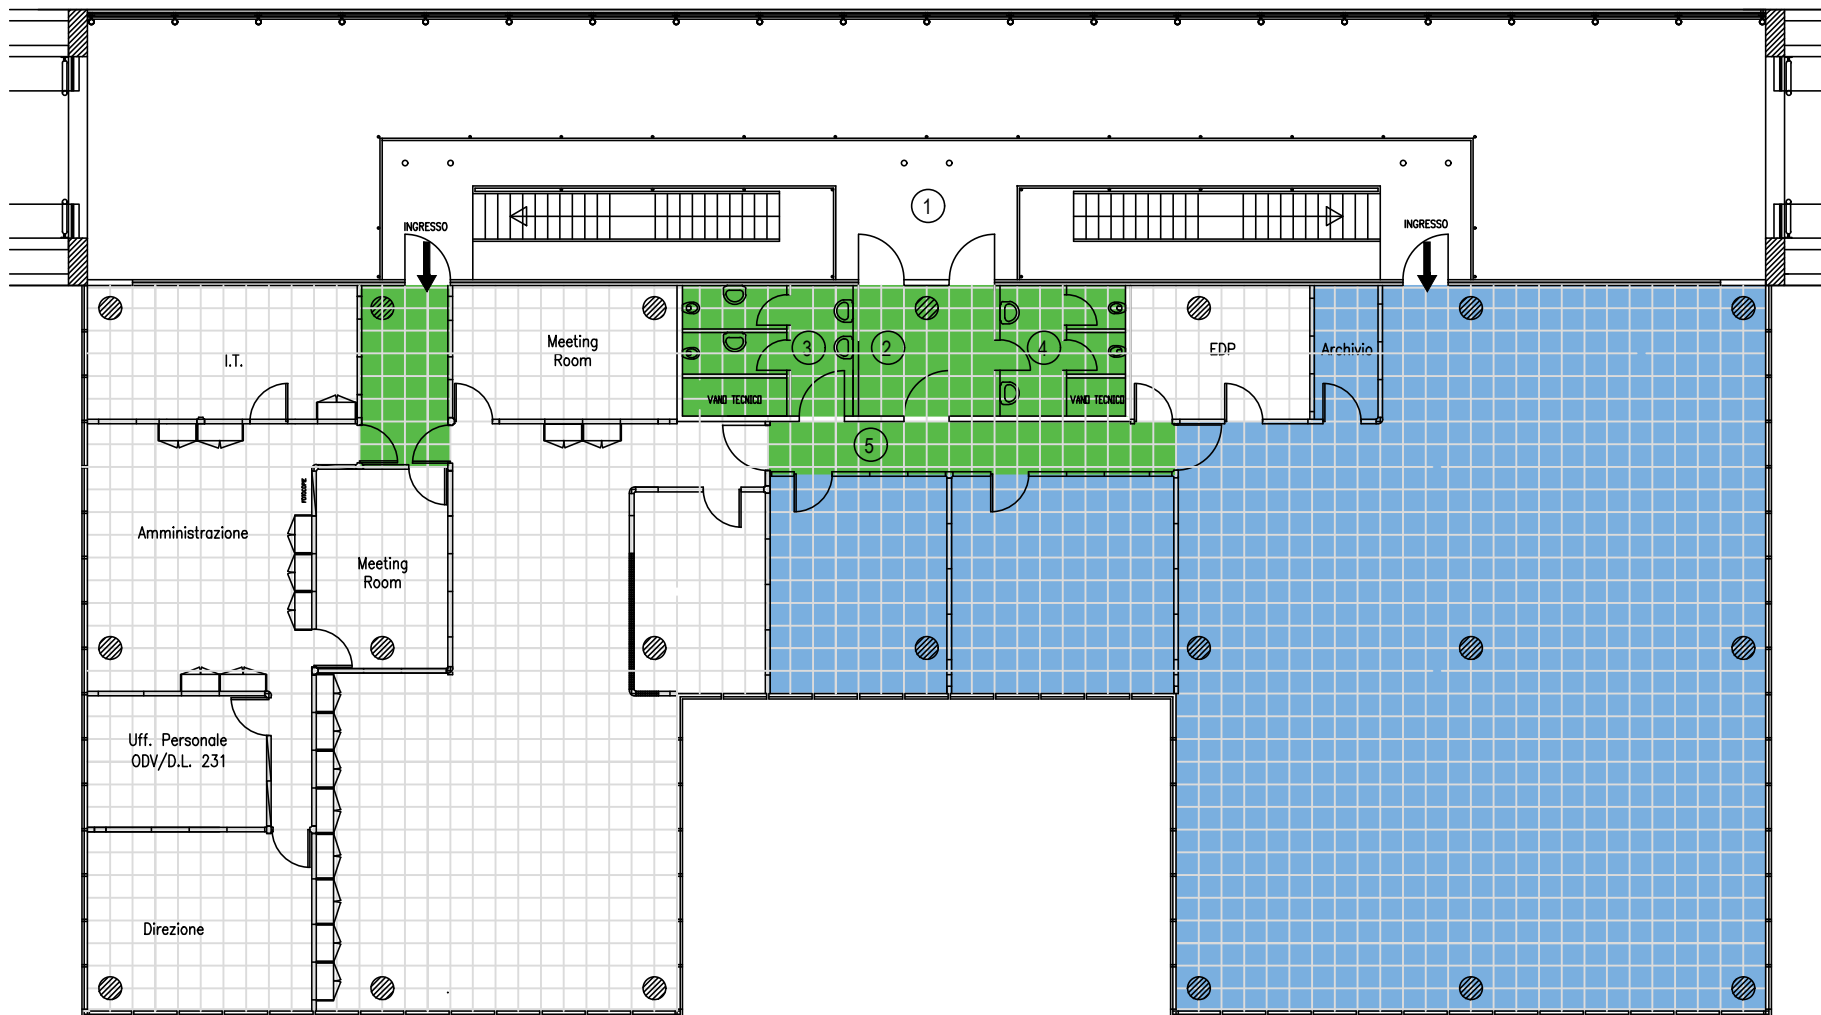 1
INGRESSO
INGRESSO
I.T.
Meeting
Room
3
2
4
EDP
Archivio
VANO TECNICO
VANO TECNICO
5
FOTOCOPIE
Amministrazione
Meeting
Room
Uff. Personale
ODV/D.L. 231
Direzione